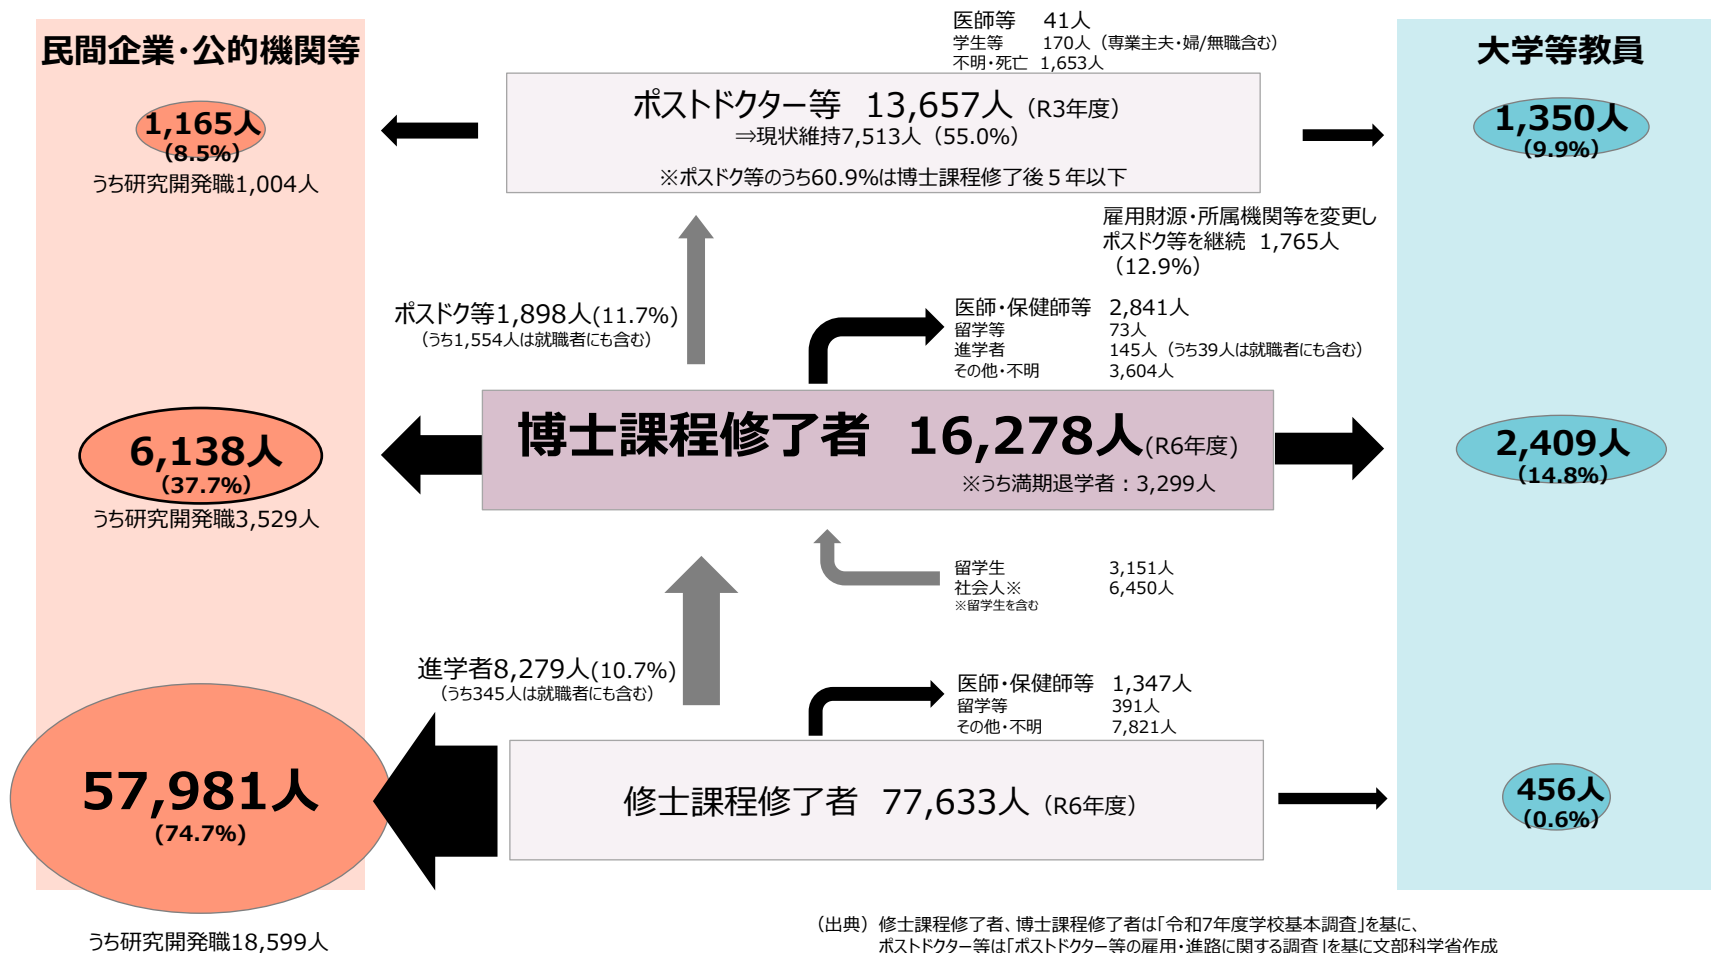 民間企業・公的機関等
大学等教員
医師等 41人
学生等 170人（専業主夫・婦/無職含む）
不明・死亡 1,653人
ポストドクター等 13,657人（R3年度）
⇒現状維持7,513人（55.0%）
※ポスドク等のうち60.9%は博士課程修了後５年以下
1,165人
（8.5%）
うち研究開発職1,004人
1,350人
（9.9%）
雇用財源・所属機関等を変更し
ポスドク等を継続 1,765人
（12.9%）
ポスドク等1,898人(11.7%)
（うち1,554人は就職者にも含む）
医師・保健師等 2,841人
留学等 73人
進学者 145人（うち39人は就職者にも含む）
その他・不明 3,604人
博士課程修了者 16,278人(R6年度)
※うち満期退学者：3,299人
6,138人
（37.7%）
うち研究開発職3,529人
2,409人
（14.8%）
留学生 3,151人
社会人※ 6,450人
※留学生を含む
進学者8,279人(10.7%)
（うち345人は就職者にも含む）
医師・保健師等 1,347人
留学等 391人
その他・不明 7,821人
修士課程修了者 77,633人（R6年度）
57,981人
(74.7%)
うち研究開発職18,599人
456人
（0.6%）
（出典）修士課程修了者、博士課程修了者は「令和7年度学校基本調査」を基に、
ポストドクター等は「ポストドクター等の雇用・進路に関する調査」を基に文部科学省作成